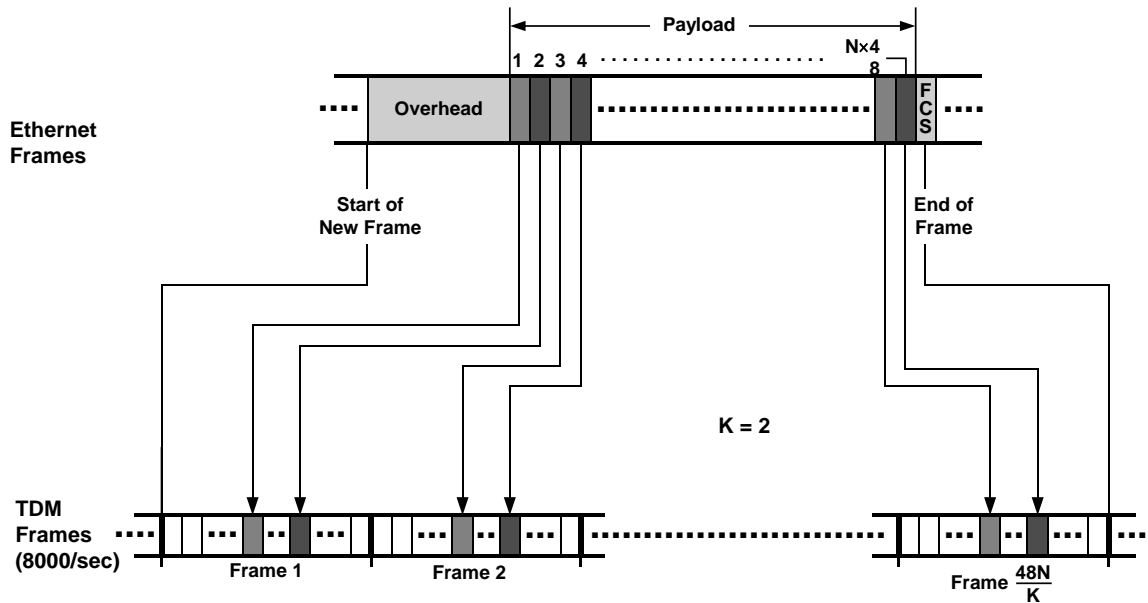 Payload
N×4
8
1 2 3 4
Overhead
F
C
S
Ethernet
Frames
Start of
New Frame
End of
Frame
K = 2
TDM
Frames
(8000/sec)
Frame 1
Frame 2
Frame 48N
K